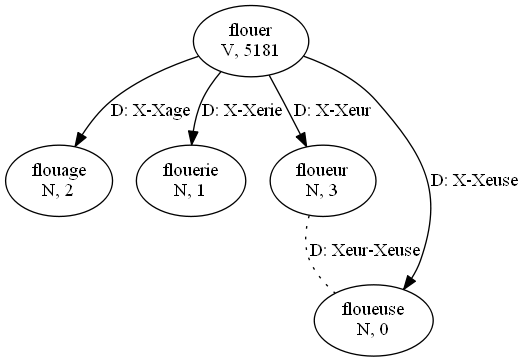 flouer
V, 5181
D: X-Xage
D: X-Xerie
D: X-Xeur
flouage
N, 2
flouerie
N, 1
floueur
N, 3
D: X-Xeuse
D: Xeur-Xeuse
floueuse
N, 0